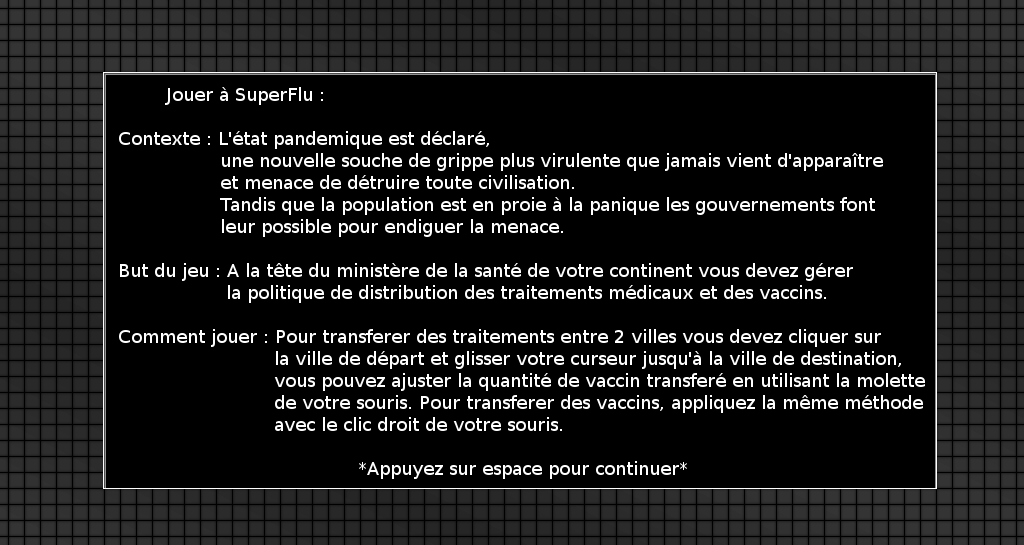 Jouer à SuperFlu :
Contexte : L'état pandemique est déclaré,
une nouvelle souche de grippe plus virulente que jamais vient d'apparaître
et menace de détruire toute civilisation.
Tandis que la population est en proie à la panique les gouvernements font
leur possible pour endiguer la menace.
But du jeu : A la tête du ministère de la santé de votre continent vous devez gérer
la politique de distribution des traitements médicaux et des vaccins.
Comment jouer : Pour transferer des traitements entre 2 villes vous devez cliquer sur
la ville de départ et glisser votre curseur jusqu'à la ville de destination,
vous pouvez ajuster la quantité de vaccin transferé en utilisant la molette
de votre souris. Pour transferer des vaccins, appliquez la même méthode
avec le clic droit de votre souris.
*Appuyez sur espace pour continuer*